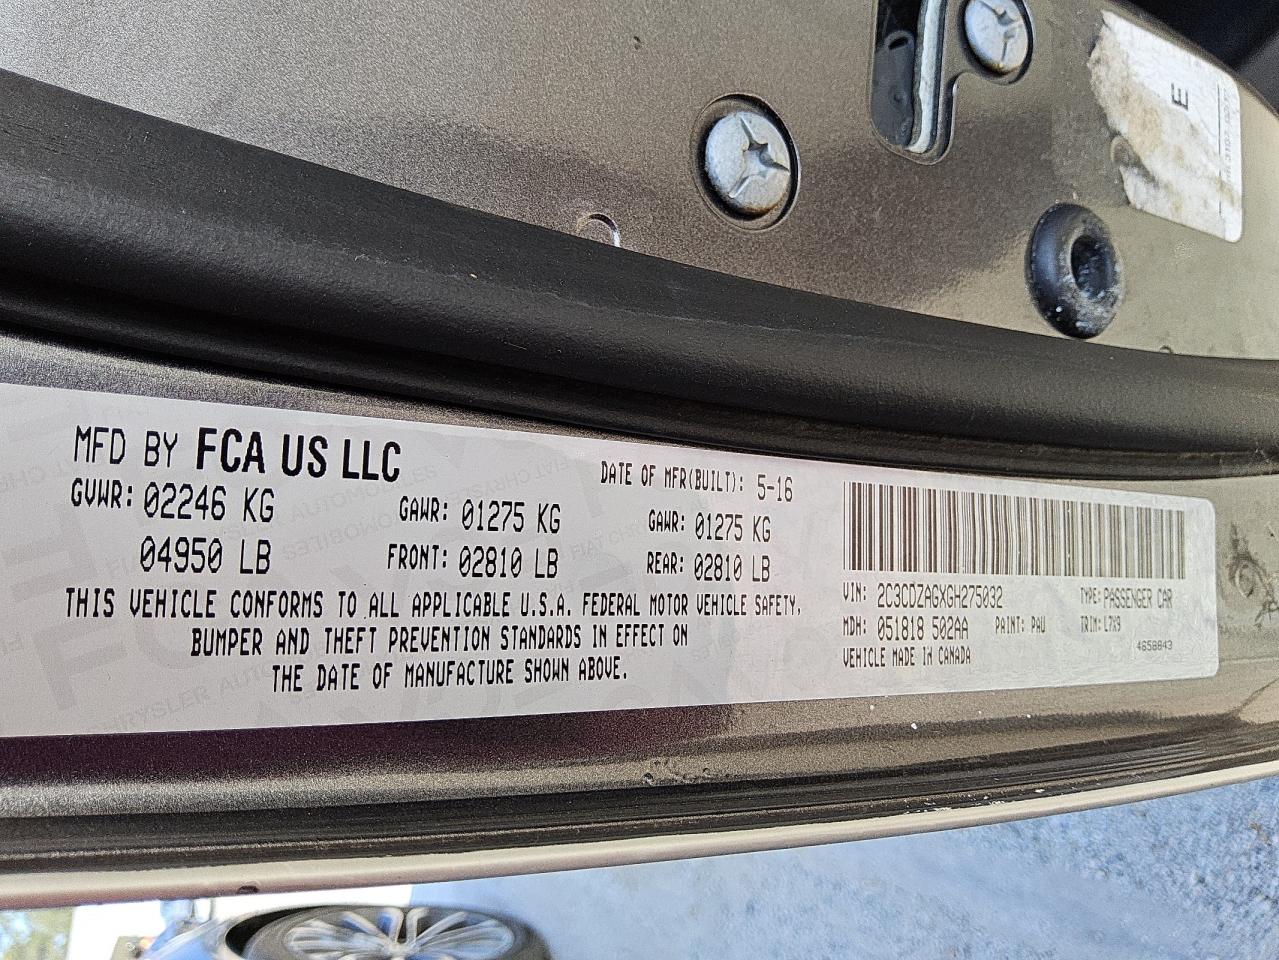 E
MFD BY FCA US LLC
DATE OF MFR(BUILT): 5-16
GVWR: 02246 KG
04950 LB
GAWR: 01275 KG
FRONT: 02810 LB
GAWR: 01275 KG
REAR: 02810 LB
THIS VEHICLE CONFORMS TO ALL APPLICABLE U.S.A. FEDERAL MOTOR VEHICLE SAFETY,
BUMPER AND THEFT PREVENTION STANDARDS IN EFFECT ON
THE DATE OF MANUFACTURE SHOWN ABOVE.
VIN: 2C3CDZAGXGH275032
TYPE: PASSENGER CAR
MDH: 051818 502AA
PAINT: PAU
TRIM: L7X9
VEHICLE MADE IN CANADA
4658843